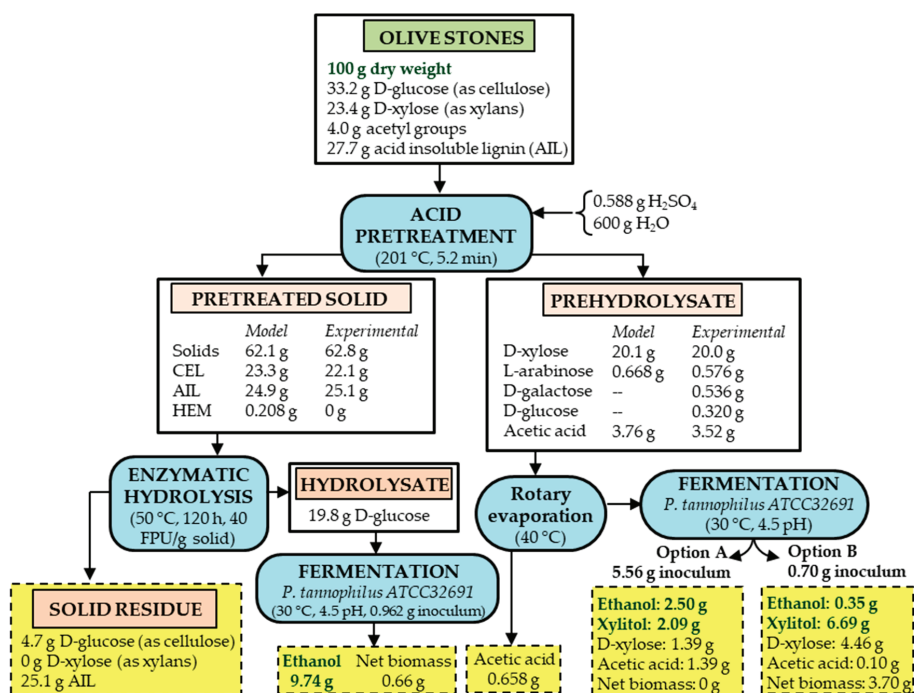 OLIVE STONES
100 g dry weight
33.2 g D-glucose (as cellulose)
23.4 g D-xylose (as xylans)
4.0 g acetyl groups
27.7 g acid insoluble lignin (AIL)
ACID
PRETREATMENT
(201 °C, 5.2 min)
0.588 g H₂SO₄
600 g H₂O
PRETREATED SOLID
Model Experimental
Solids 62.1 g 62.8 g
CEL 23.3 g 22.1 g
AIL 24.9 g 25.1 g
HEM 0.208 g 0 g
PREHYDROLYSATE
Model Experimental
D-xylose 20.1 g 20.0 g
L-arabinose 0.668 g 0.576 g
D-galactose -- 0.536 g
D-glucose -- 0.320 g
Acetic acid 3.76 g 3.52 g
ENZYMATIC
HYDROLYSIS
(50 °C, 120 h, 40
FPU/g solid)
HYDROLYSATE
19.8 g D-glucose
Rotary
evaporation
(40 °C)
FERMENTATION
P. tannophilus ATCC32691
(30 °C, 4.5 pH)
Option A
5.56 g inoculum
Option B
0.70 g inoculum
FERMENTATION
P. tannophilus ATCC32691
(30 °C, 4.5 pH, 0.962 g inoculum)
SOLID RESIDUE
4.7 g D-glucose (as cellulose)
0 g D-xylose (as xylans)
25.1 g AIL
Ethanol Net biomass
9.74 g 0.66 g
Acetic acid
0.658 g
Ethanol: 2.50 g
Xylitol: 2.09 g
D-xylose: 1.39 g
Acetic acid: 1.39 g
Net biomass: 0 g
Ethanol: 0.35 g
Xylitol: 6.69 g
D-xylose: 4.46 g
Acetic acid: 0.10 g
Net biomass: 3.70 g